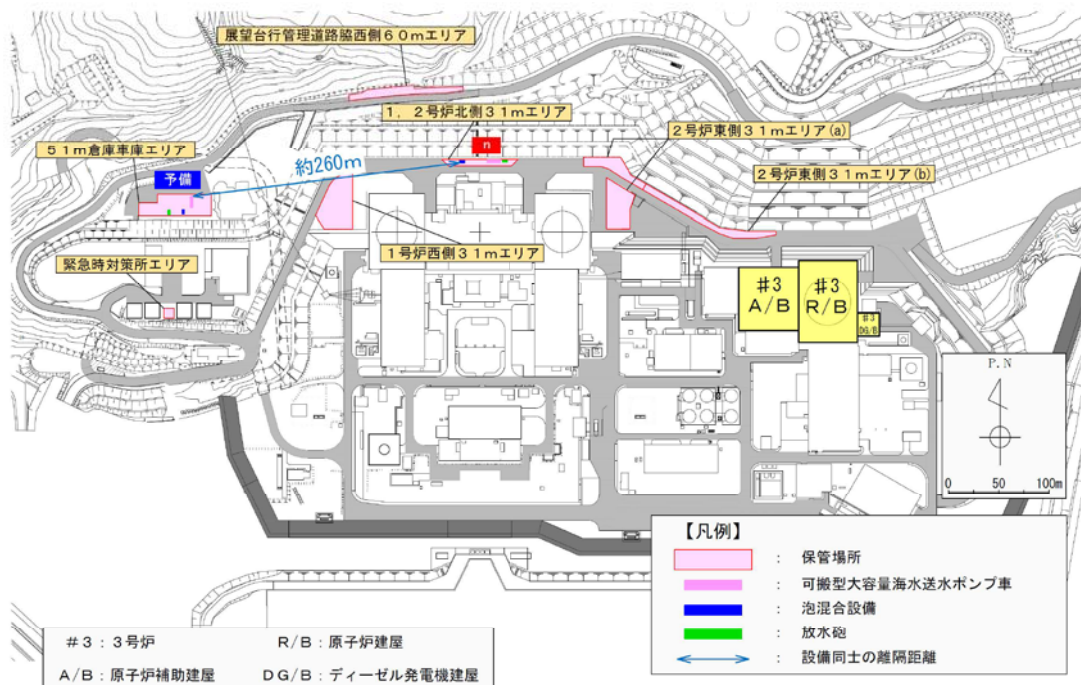 展望台行管理道路脇西側60mエリア
1,2号炉北側31mエリア
n
2号炉東側31mエリア(a)
51m倉庫車庫エリア
約260m
予備
2号炉東側31mエリア(b)
1号炉西側31mエリア
緊急時対策所エリア
#3
A/B
#3
R/B
#3
DG/B
P.N
0 50 100m
【凡例】
: 保管場所
: 可搬型大容量海水送水ポンプ車
: 泡混合設備
: 放水砲
: 設備同士の離隔距離
#3:3号炉 R/B:原子炉建屋
A/B:原子炉補助建屋 DG/B:ディーゼル発電機建屋